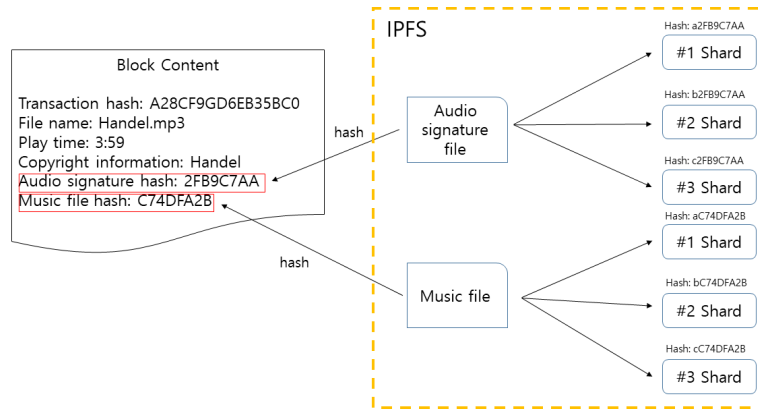 IPFS
Block Content
Transaction hash: A28CF9GD6EB35BC0
File name: Handel.mp3
Play time: 3:59
Copyright information: Handel
Audio signature hash: 2FB9C7AA
Music file hash: C74DFA2B
hash
hash
Audio
signature
file
Music file
Hash: a2FB9C7AA
#1 Shard
Hash: b2FB9C7AA
#2 Shard
Hash: c2FB9C7AA
#3 Shard
Hash: aC74DFA2B
#1 Shard
Hash: bC74DFA2B
#2 Shard
Hash: cC74DFA2B
#3 Shard